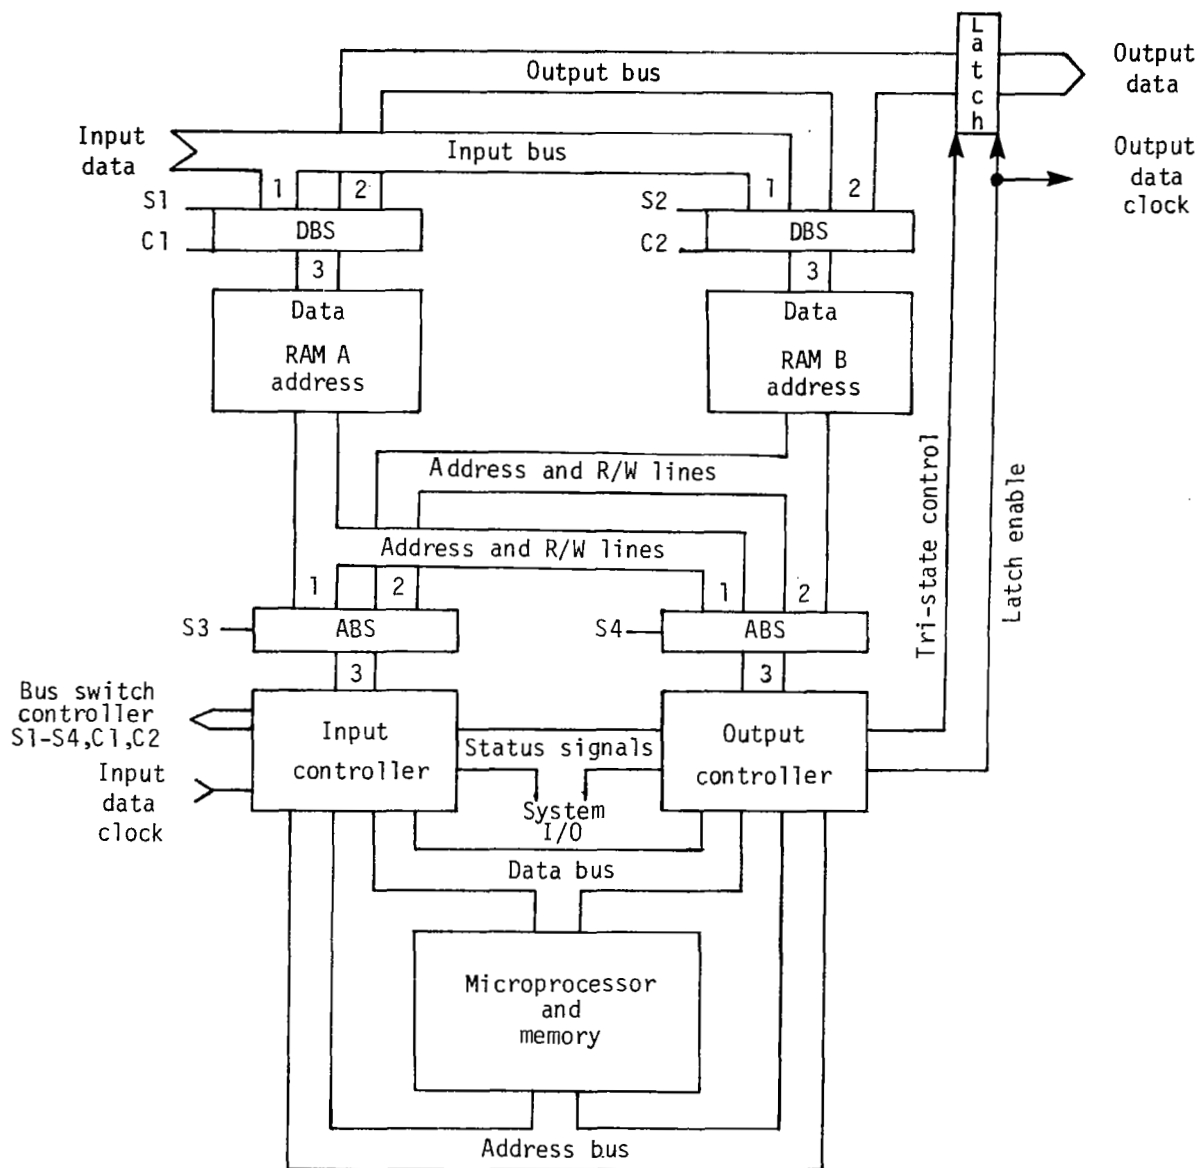 Latch
Output
data
Output bus
Input
data
Input bus
Output
data
clock
1
2
1
2
S1
C1
DBS
S2
C2
DBS
3
3
Data
RAM A
address
Data
RAM B
address
Address and R/W lines
Address and R/W lines
Tri-state control
Latch enable
1
2
1
2
S3
ABS
S4
ABS
3
3
Bus switch
controller
S1-S4,C1,C2
Input
data
clock
Input
controller
Status signals
System
I/O
Output
controller
Data bus
Microprocessor
and
memory
Address bus